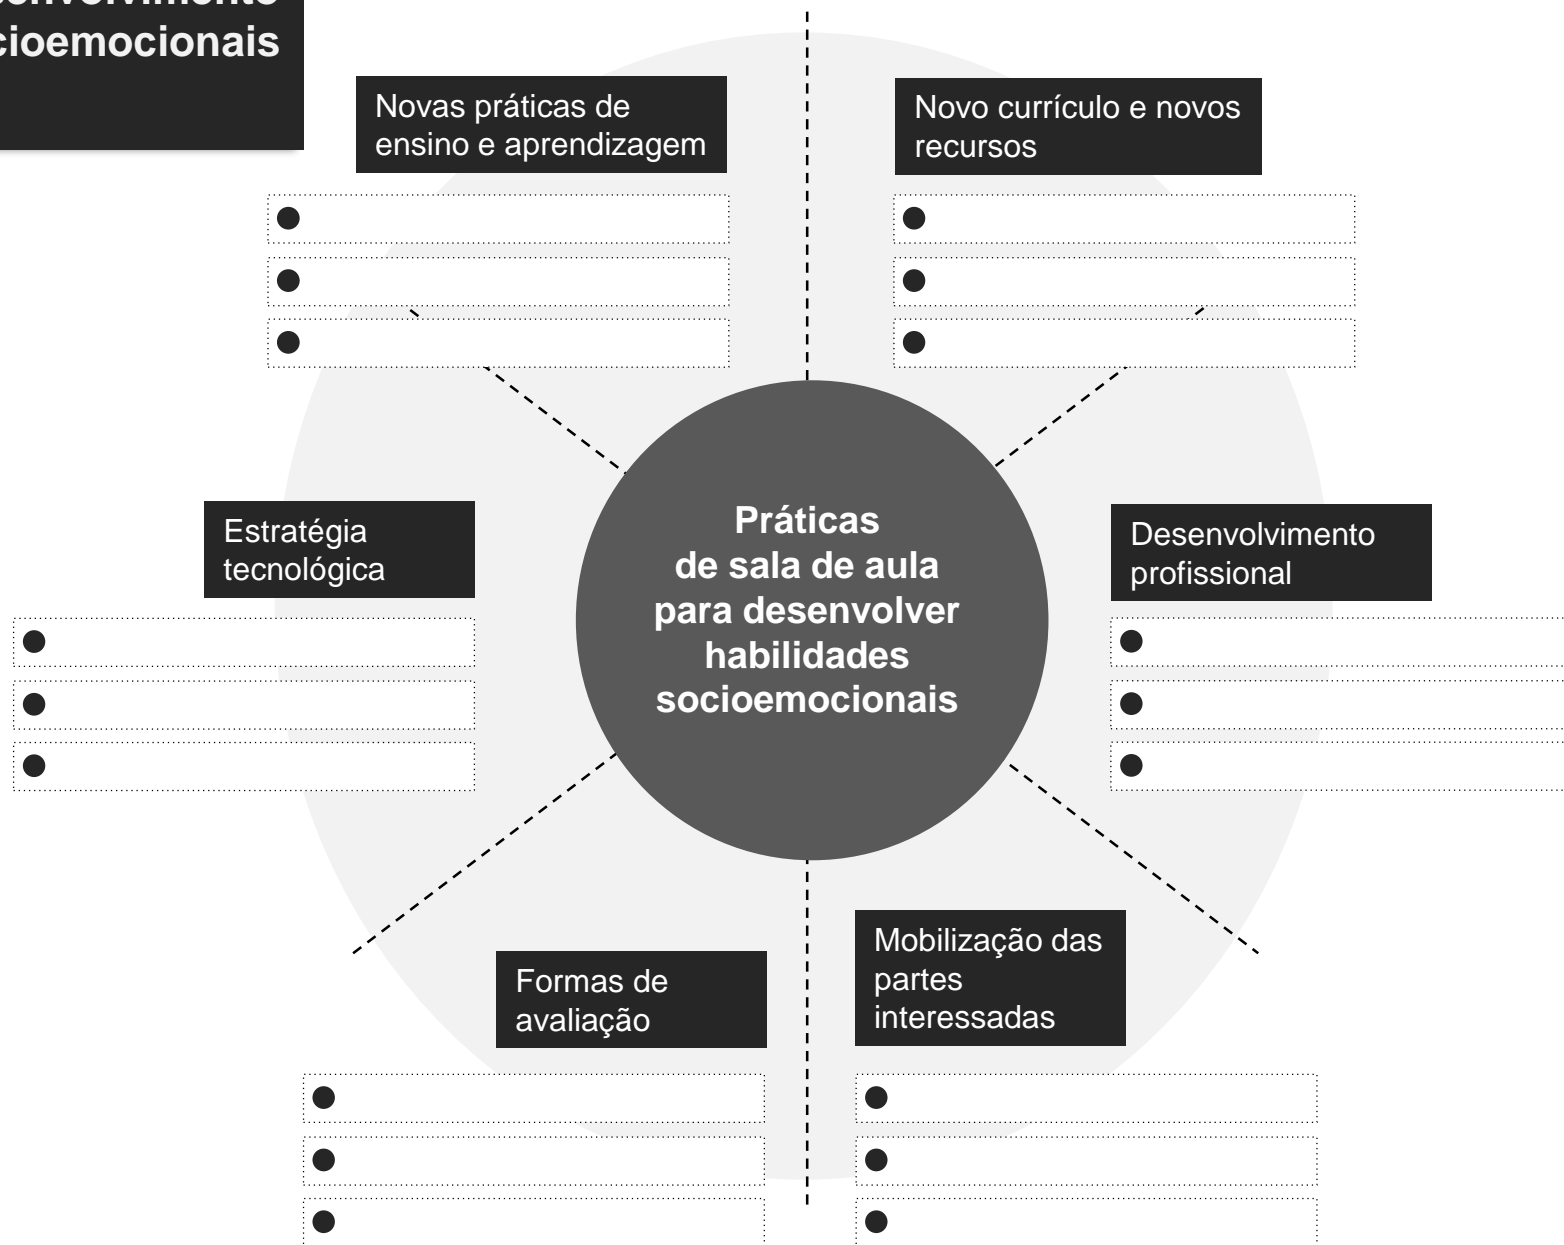 Novas práticas de
ensino e aprendizagem
Novo currículo e novos
recursos
Práticas
de sala de aula
para desenvolver
habilidades
socioemocionais
Estratégia
tecnológica
Desenvolvimento
profissional
Formas de
avaliação
Mobilização das
partes
interessadas